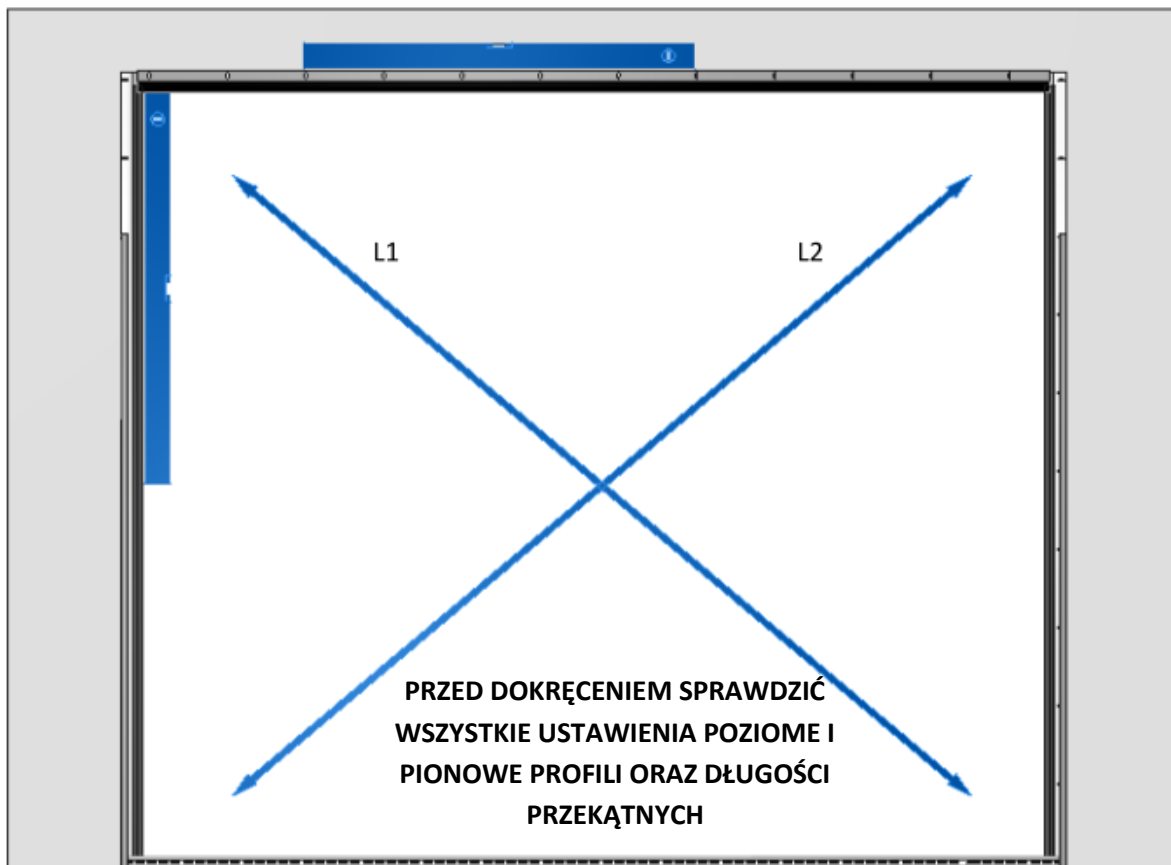 L1
L2
PRZED DOKRĘCENIEM SPRAWDZIĆ
WSZYSTKIE USTAWIENIA POZIOME I
PIONOWE PROFILI ORAZ DŁUGOŚCI
PRZEKĄTNYCH